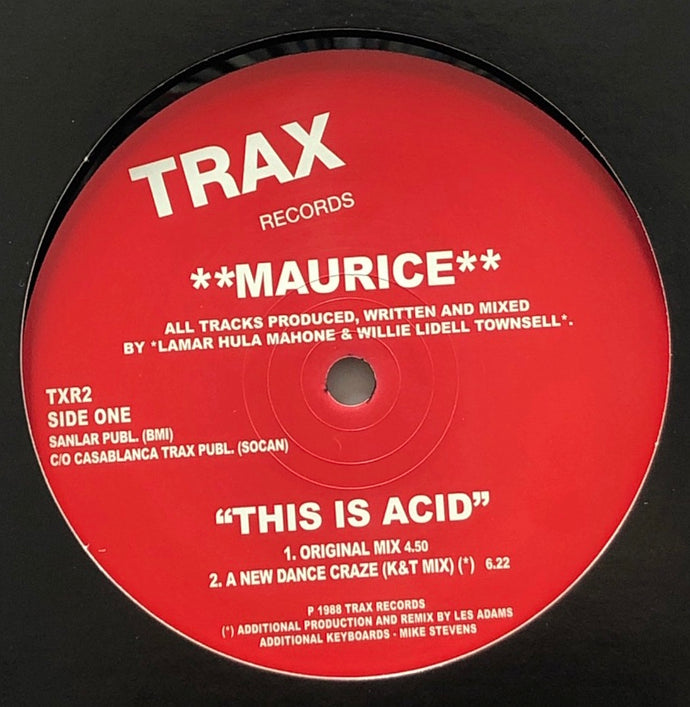 TRAX
RECORDS
**MAURICE**
ALL TRACKS PRODUCED, WRITTEN AND MIXED
BY *LAMAR HULA MAHONE & WILLIE LIDELL TOWNSELL*.
TXR2
SIDE ONE
SANLAR PUBL. (BMI)
C/O CASABLANCA TRAX PUBL. (SOCAN)
“THIS IS ACID”
1. ORIGINAL MIX 4.50
2. A NEW DANCE CRAZE (K&T MIX) (*) 6.22
P 1988 TRAX RECORDS
(*) ADDITIONAL PRODUCTION AND REMIX BY LES ADAMS
ADDITIONAL KEYBOARDS - MIKE STEVENS